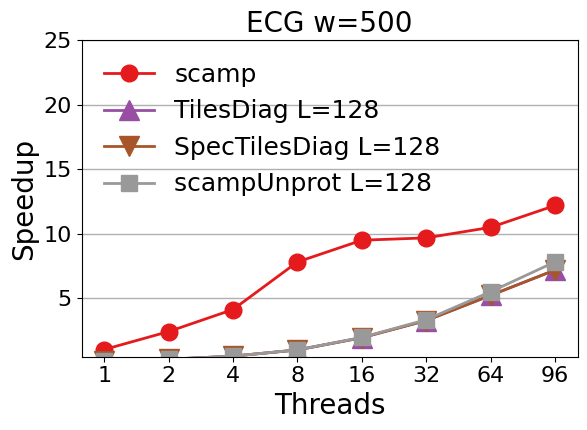 ECG w=500
25
20
15
10
5
Speedup
scamp
TilesDiag L=128
SpecTilesDiag L=128
scampUnprot L=128
1 2 4 8 16 32 64 96
Threads